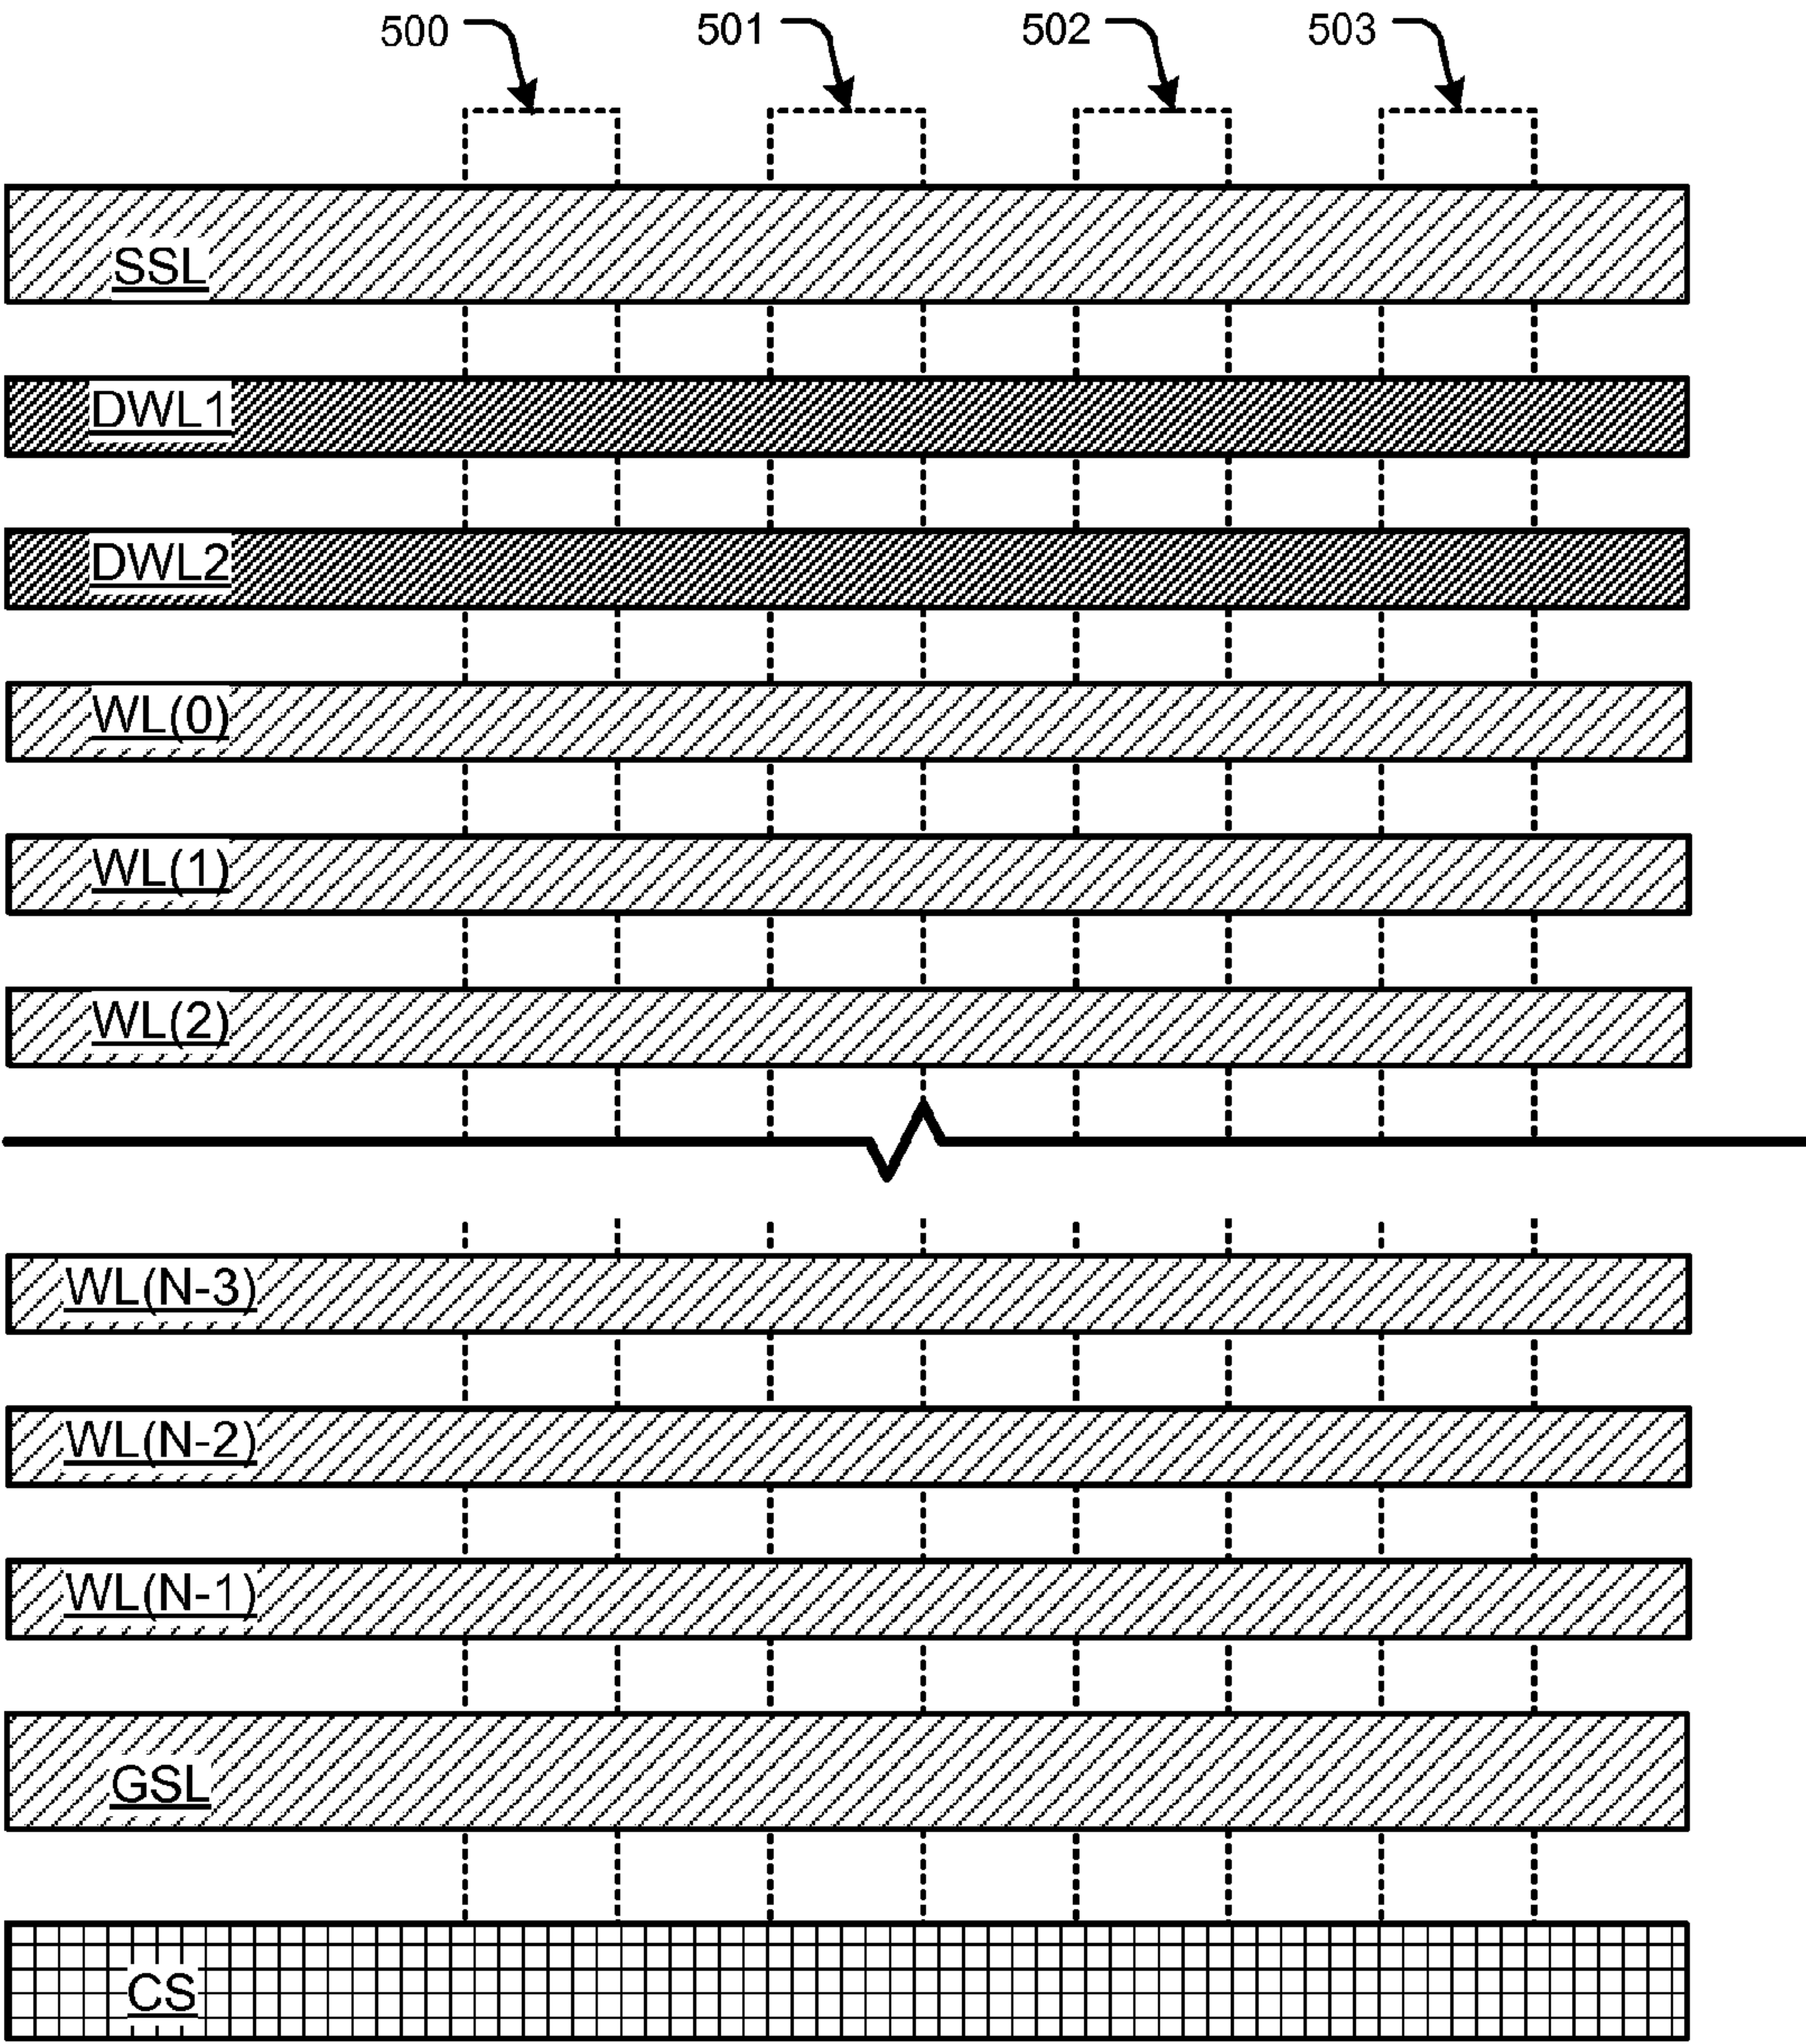 500 501 502 503
SSL
DWL1
DWL2
WL(0)
WL(1)
WL(2)
WL(N-3)
WL(N-2)
WL(N-1)
GSL
CS